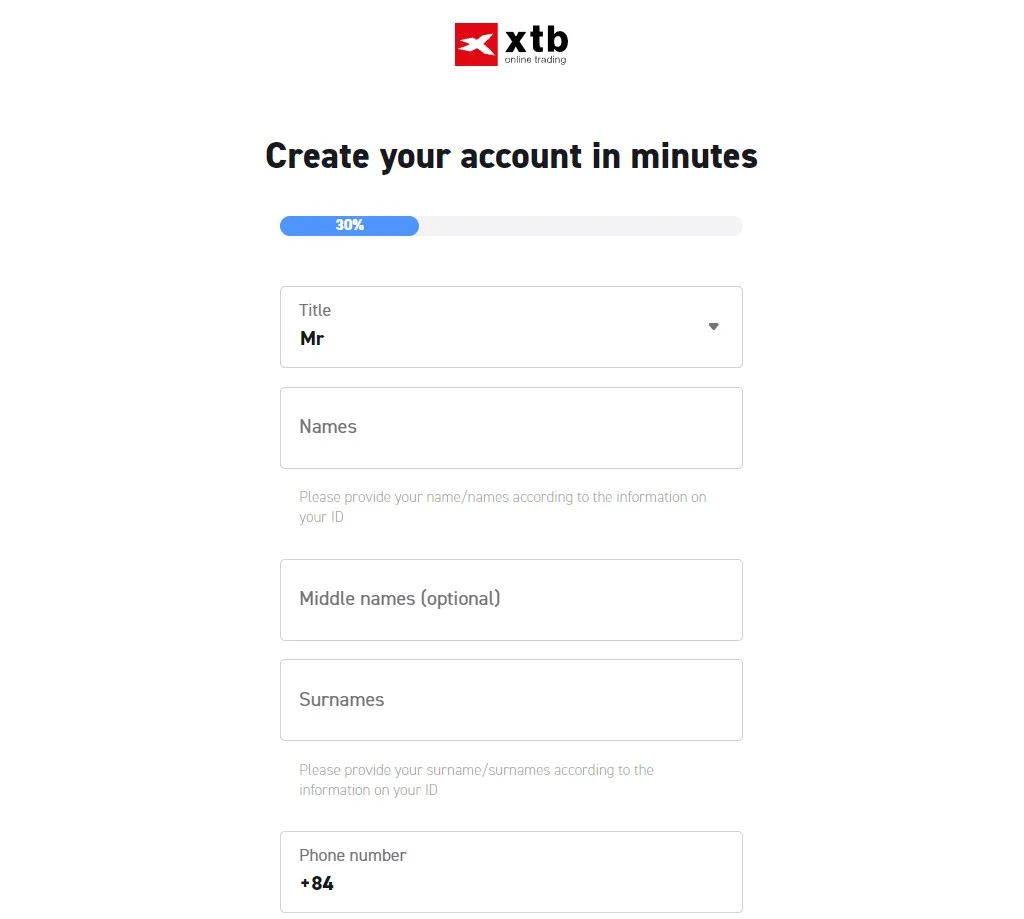 xtb
online trading
Create your account in minutes
30%
Title
Mr
Names
Please provide your name/names according to the information on
your ID
Middle names (optional)
Surnames
Please provide your surname/surnames according to the
information on your ID
Phone number
+84